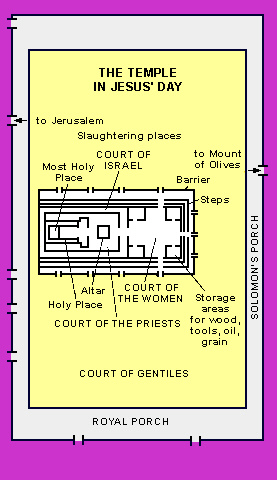 THE TEMPLE
IN JESUS' DAY
to Jerusalem
Slaughtering places
COURT OF
ISRAEL
to Mount
of Olives
Most Holy
Place
Barrier
Steps
SOLOMON'S PORCH
Altar
Holy Place
COURT OF
THE WOMEN
Storage
areas
for wood,
tools, oil,
grain
COURT OF THE PRIESTS
COURT OF GENTILES
ROYAL PORCH